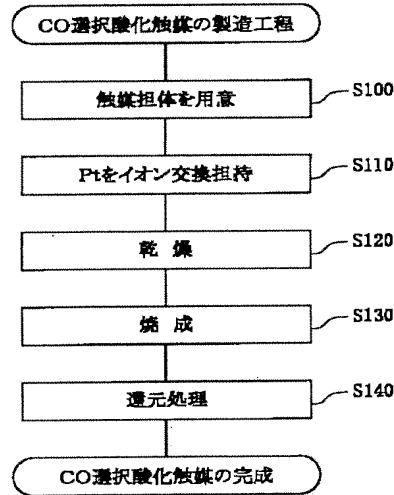 CO選択酸化触媒の製造工程
触媒担体を用意
S100
Ptをイオン交換担持
S110
乾 燥
S120
焼 成
S130
還元処理
S140
CO選択酸化触媒の完成